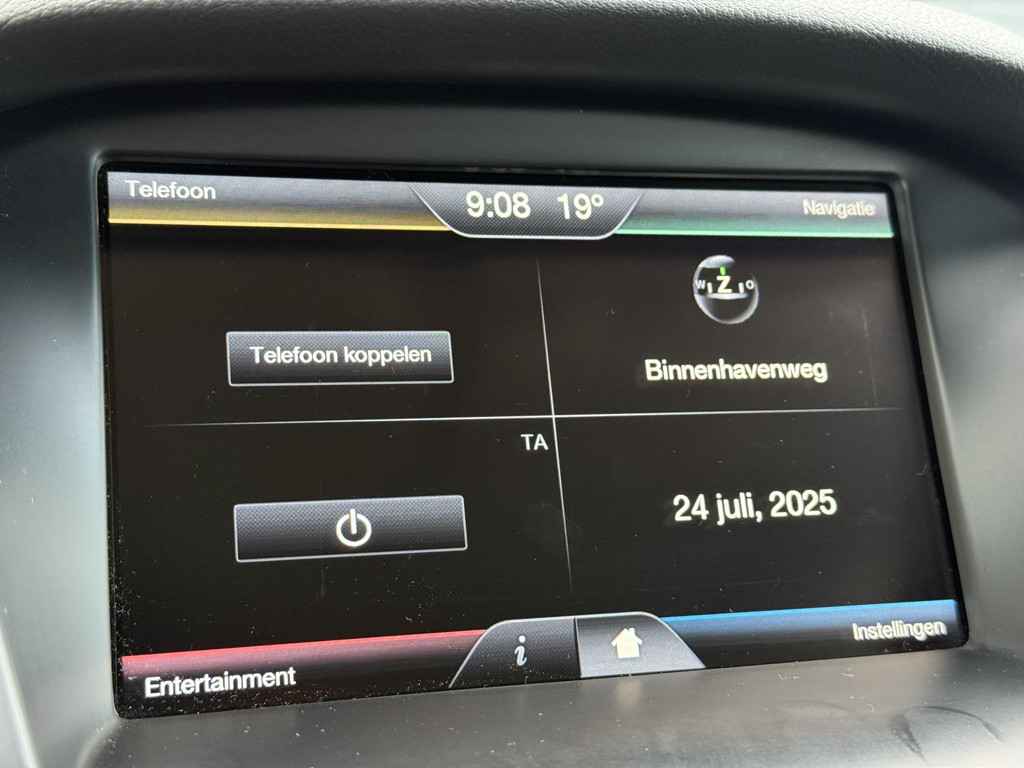 Telefoon
9:08 19°
Navigatie
W Z O
Telefoon koppelen
Binnenhavenweg
TA
24 juli, 2025
i
Entertainment
Instellingen